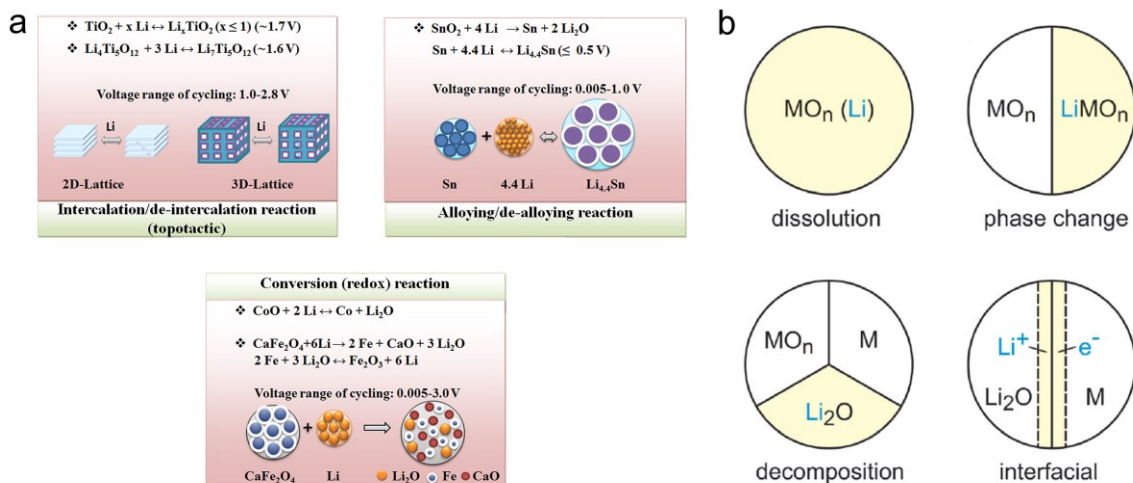 a
❖ TiO₂ + x Li ↔ LiₓTiO₂ (x ≤ 1) (~1.7 V)
❖ Li₄Ti₅O₁₂ + 3 Li ↔ Li₇Ti₅O₁₂ (~1.6 V)
Voltage range of cycling: 1.0-2.8 V
Li
Li
2D-Lattice 3D-Lattice
Intercalation/de-intercalation reaction
(topotactic)
❖ SnO₂ + 4 Li → Sn + 2 Li₂O
Sn + 4.4 Li ↔ Li₄.₄Sn (≤ 0.5 V)
Voltage range of cycling: 0.005-1.0 V
+ ⇔
Sn 4.4 Li Li₄.₄Sn
Alloying/de-alloying reaction
Conversion (redox) reaction
❖ CoO + 2 Li ↔ Co + Li₂O
❖ CaFe₂O₄+6Li→ 2 Fe + CaO + 3 Li₂O
2 Fe + 3 Li₂O ↔ Fe₂O₃ + 6 Li
Voltage range of cycling: 0.005-3.0 V
+
CaFe₂O₄ Li Li₂O Fe CaO
b
MOₙ (Li)
dissolution
MOₙ LiMOₙ
phase change
MOₙ M
Li₂O
decomposition
Li⁺ e⁻
Li₂O M
interfacial